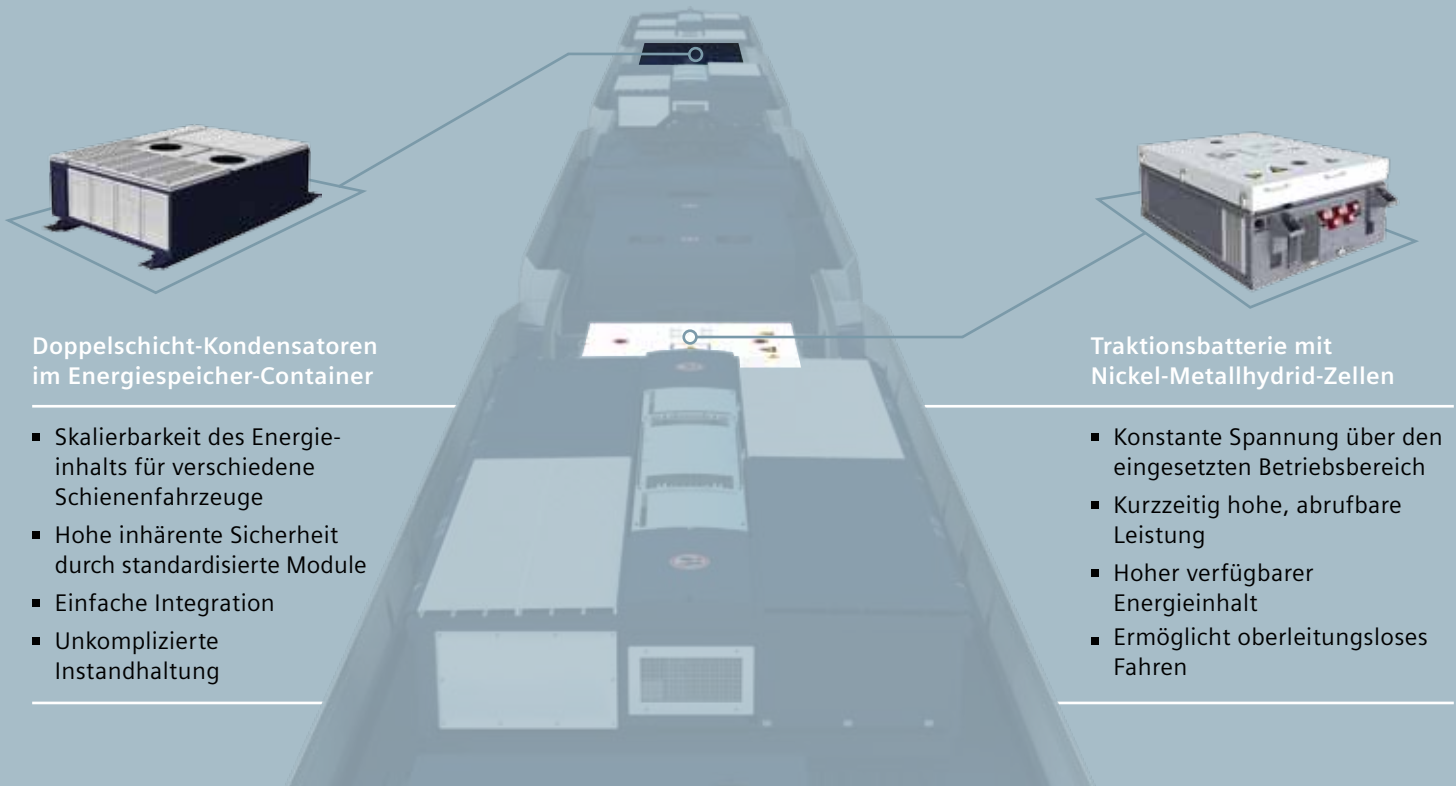 Doppelschicht-Kondensatoren
im Energiespeicher-Container
▪ Skalierbarkeit des Energie-
inhalts für verschiedene
Schienenfahrzeuge
▪ Hohe inhärente Sicherheit
durch standardisierte Module
▪ Einfache Integration
▪ Unkomplizierte
Instandhaltung
Traktionsbatterie mit
Nickel-Metallhydrid-Zellen
▪ Konstante Spannung über den
eingesetzten Betriebsbereich
▪ Kurzzeitig hohe, abrufbare
Leistung
▪ Hoher verfügbarer
Energieinhalt
▪ Ermöglicht oberleitungsloses
Fahren